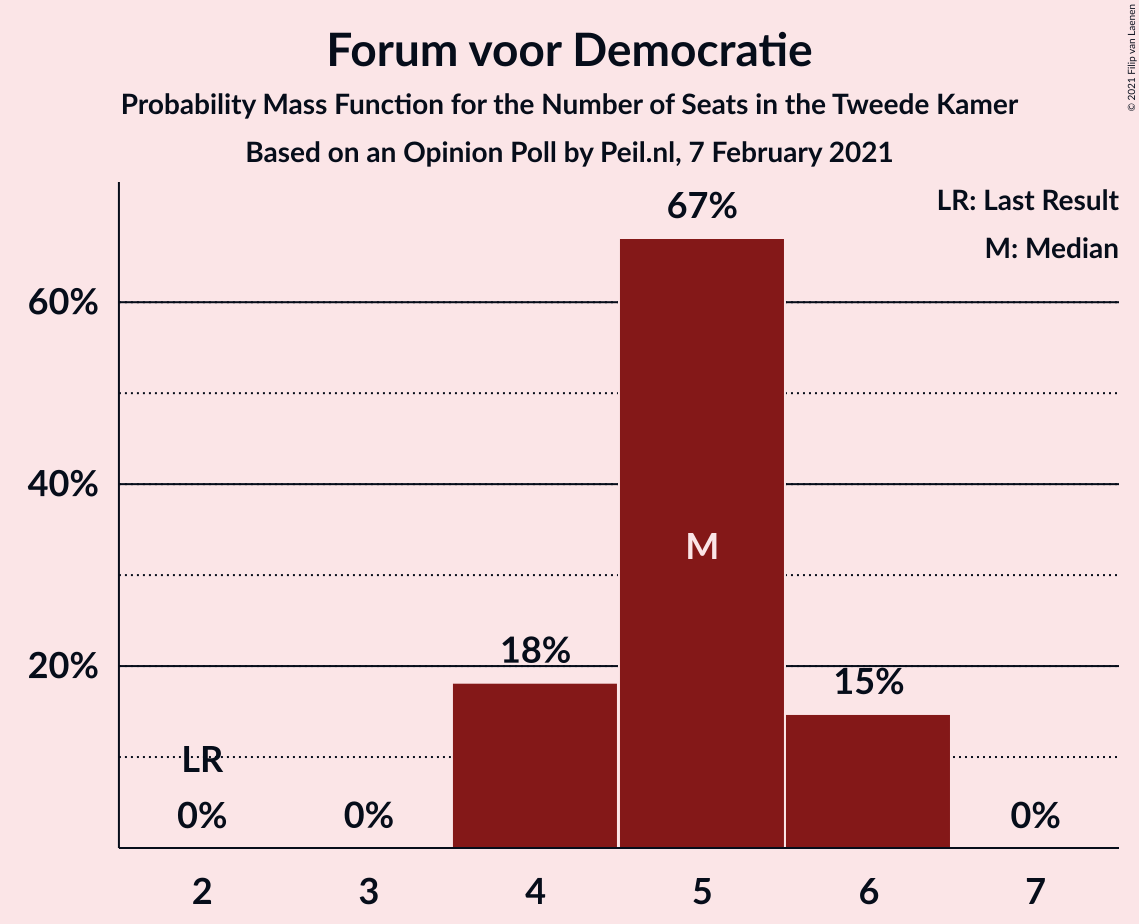 Forum voor Democratie
Probability Mass Function for the Number of Seats in the Tweede Kamer
Based on an Opinion Poll by Peil.nl, 7 February 2021
© 2021 Filip van Laenen
LR: Last Result
M: Median
67%
60%
40%
M
18%
20%
15%
LR
0%
0%
0%
2 3 4 5 6 7